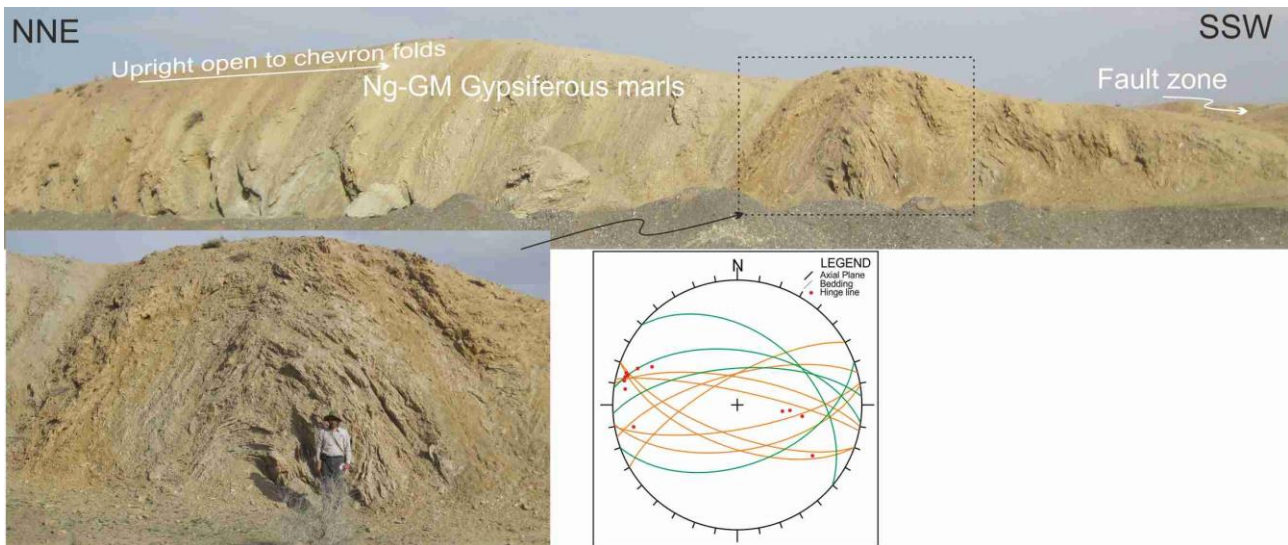 NNE
SSW
Upright open to chevron folds
Ng-GM Gypsiferous marls
Fault zone
N
LEGEND
Axial Plane
Bedding
Hinge line